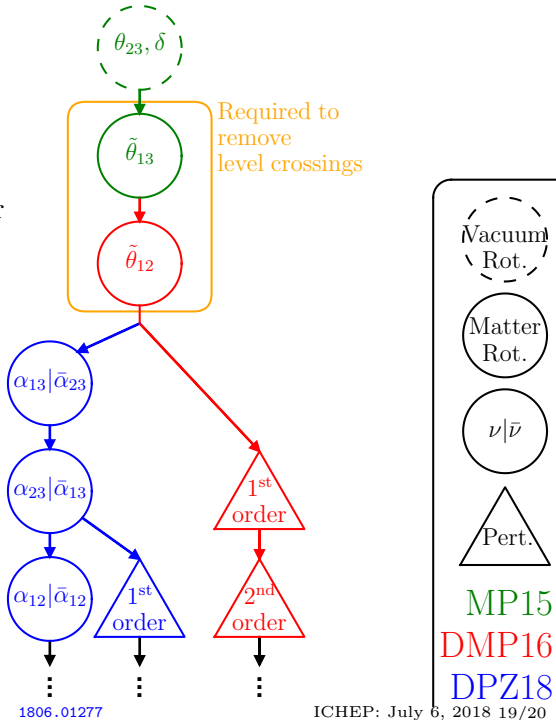 θ₂₃, δ
Required to
remove
level crossings
θ̃₁₃
r
θ̃₁₂
α₁₃|ᾱ₂₃
α₂₃|ᾱ₁₃
α₁₂|ᾱ₁₂
1st
order
1st
order
2nd
order
⋮
⋮
⋮
Vacuum
Rot.
Matter
Rot.
ν|ν̄
Pert.
MP15
DMP16
DPZ18
1806.01277
ICHEP: July 6, 2018 19/20